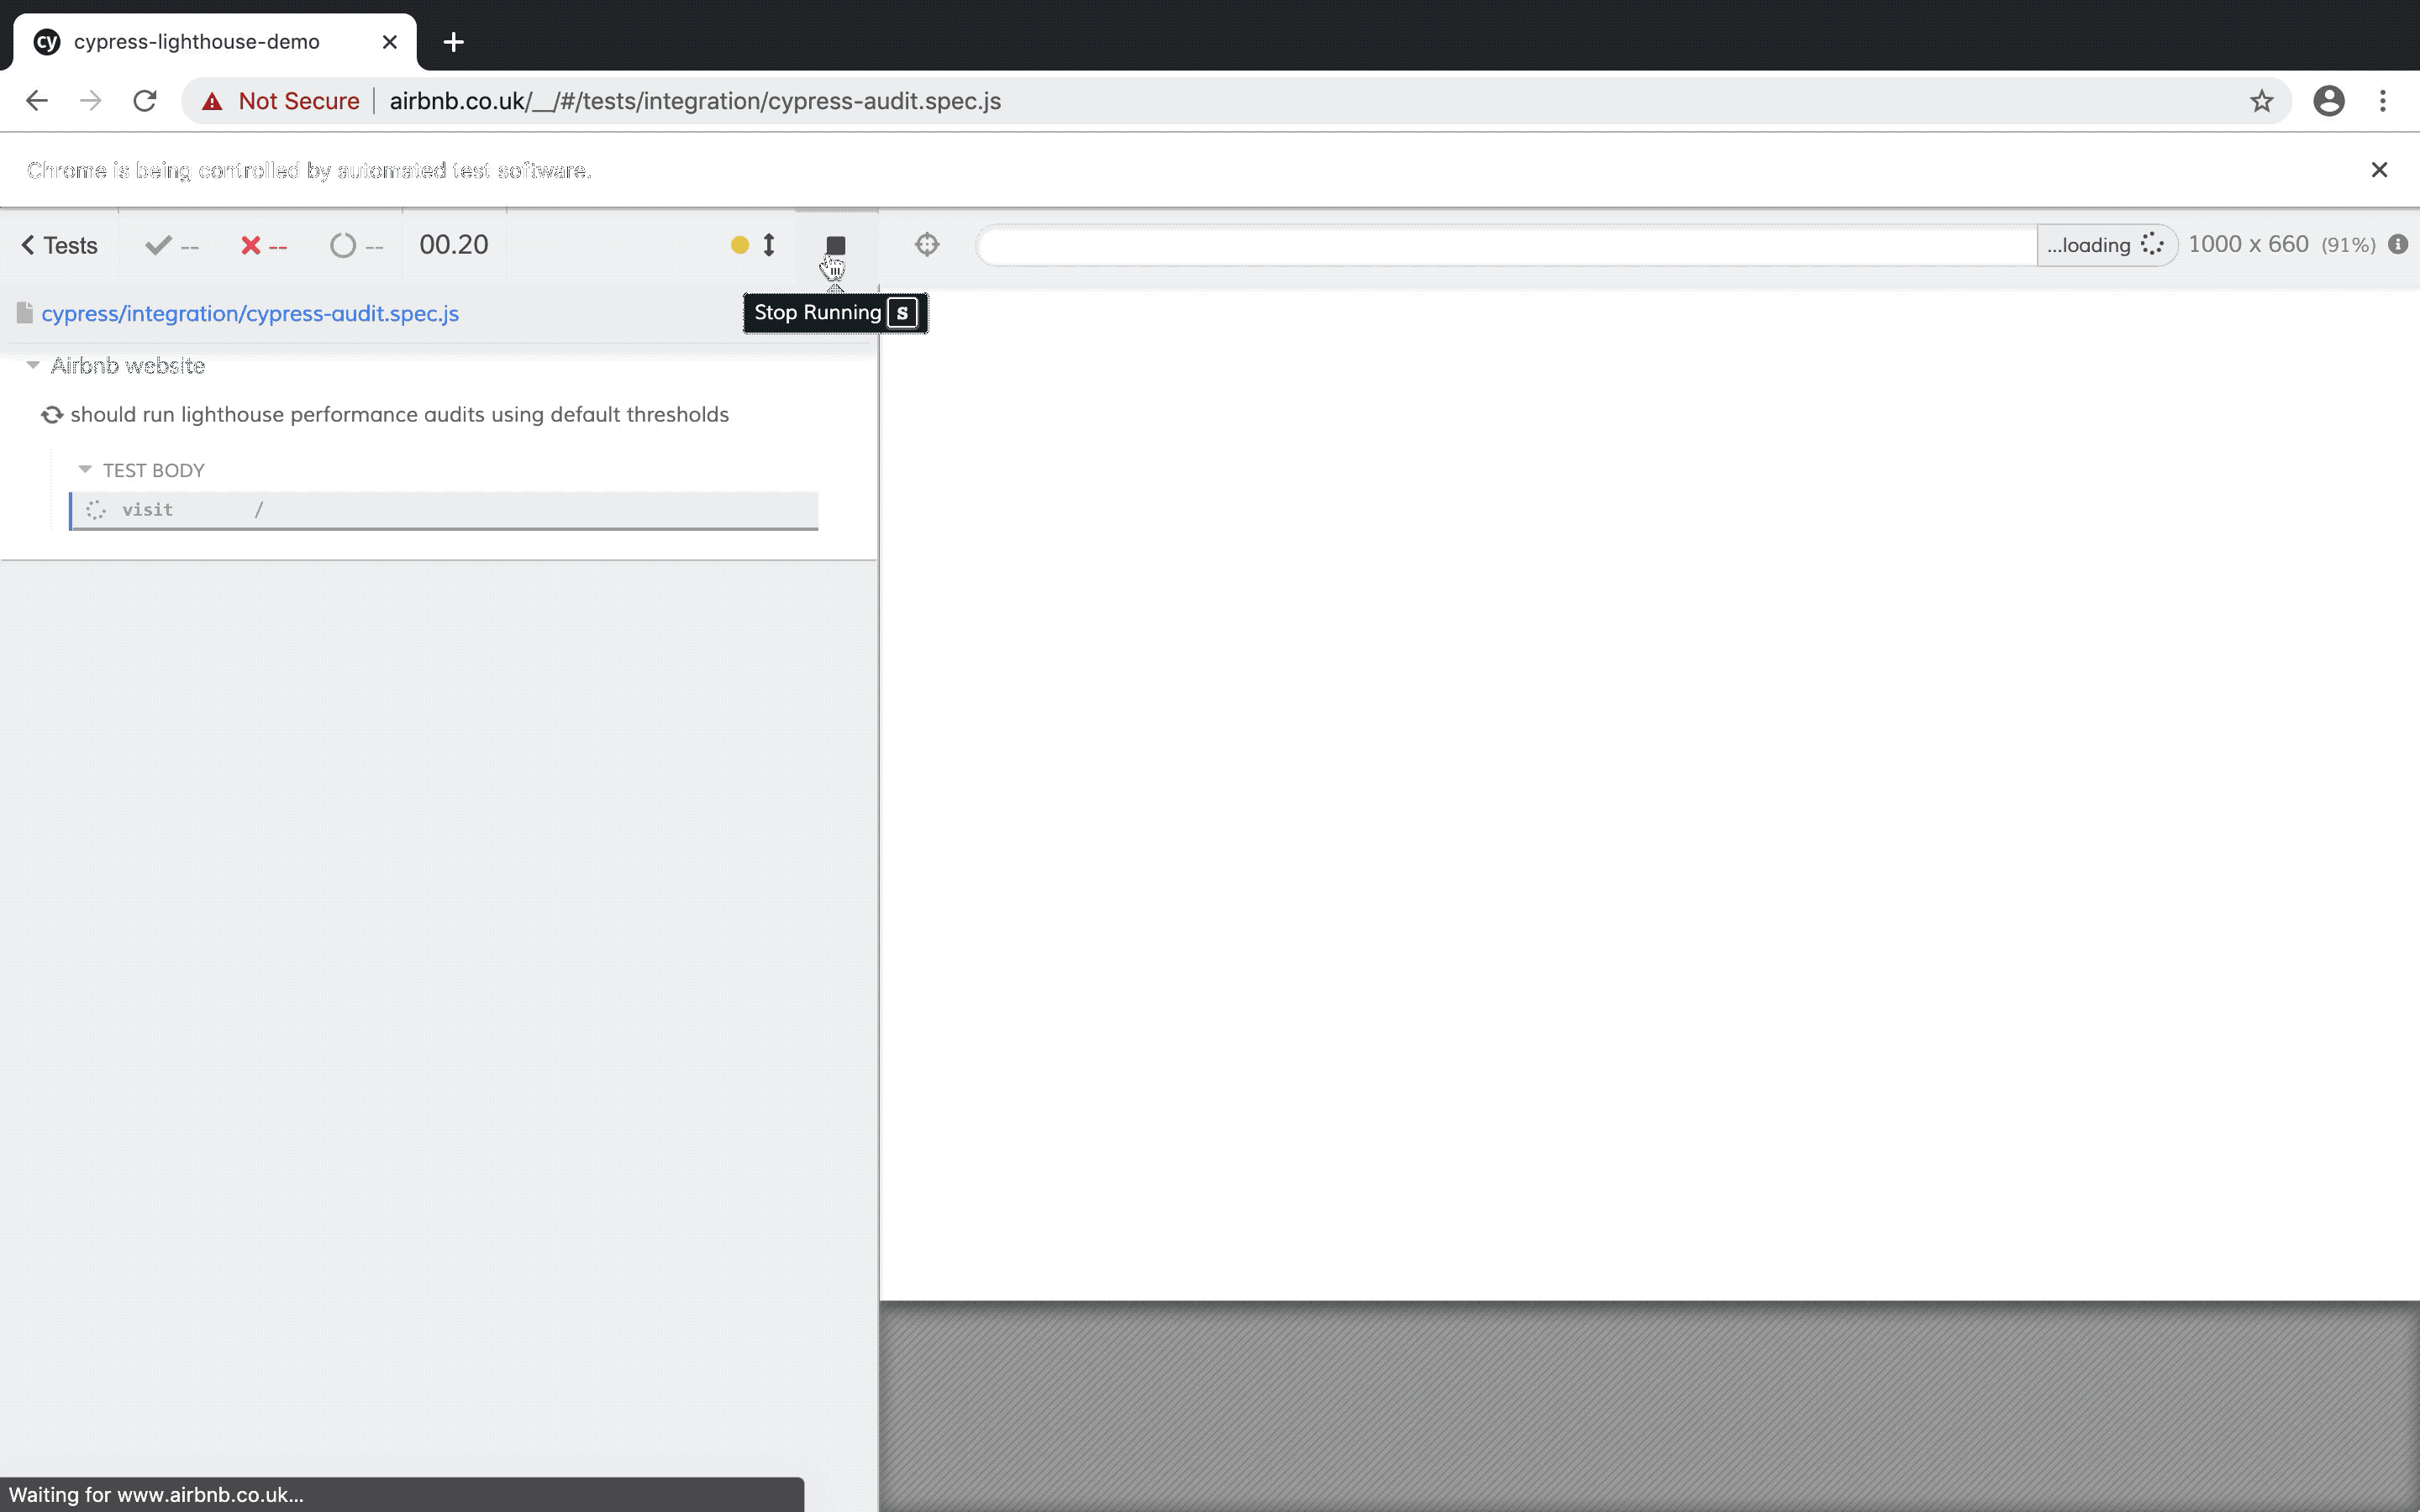 cy cypress-lighthouse-demo
Not Secure airbnb.co.uk/__/#/tests/integration/cypress-audit.spec.js
Chrome is being controlled by automated test software.
Tests -- -- -- 00.20 ...loading 1000 x 660 (91%)
cypress/integration/cypress-audit.spec.js
Stop Running S
Airbnb website
should run lighthouse performance audits using default thresholds
TEST BODY
visit /
Waiting for www.airbnb.co.uk...